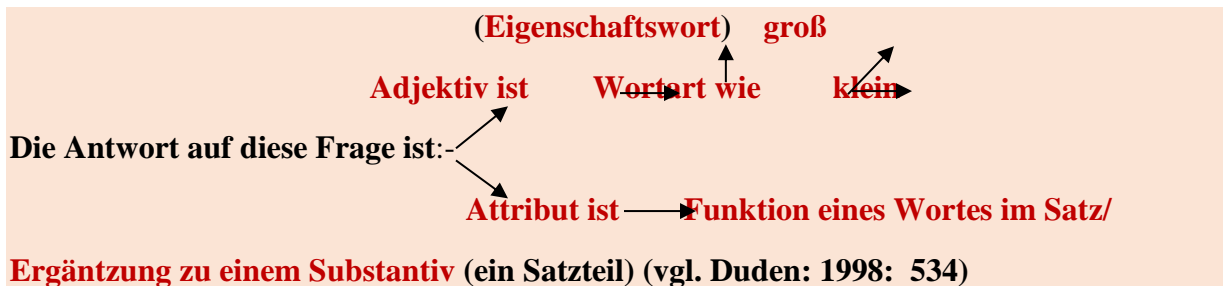 (Eigenschaftswort) groß
Adjektiv ist Wortart wie klein
Die Antwort auf diese Frage ist:-
Attribut ist Funktion eines Wortes im Satz/
Ergäntzung zu einem Substantiv (ein Satzteil) (vgl. Duden: 1998: 534)